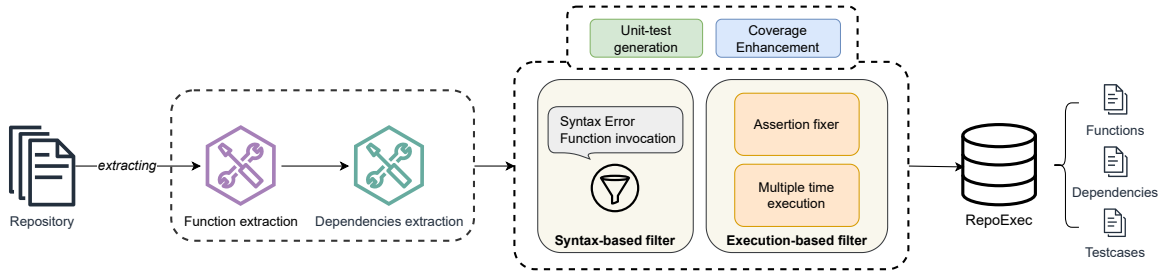 Repository
extracting
Function extraction
Dependencies extraction
Unit-test
generation
Coverage
Enhancement
Syntax Error
Function invocation
Syntax-based filter
Assertion fixer
Multiple time
execution
Execution-based filter
RepoExec
Functions
Dependencies
Testcases